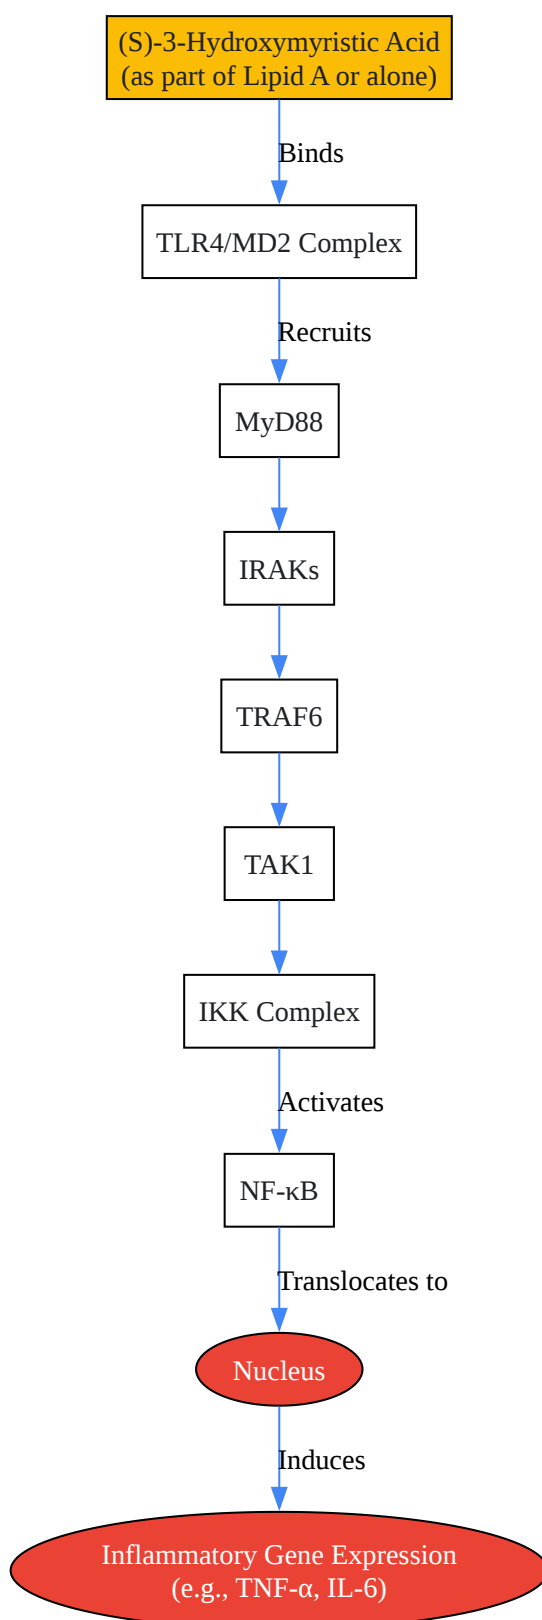 (S)-3-Hydroxymyristic Acid
(as part of Lipid A or alone)
Binds
TLR4/MD2 Complex
Recruits
MyD88
IRAKs
TRAF6
TAK1
IKK Complex
Activates
NF-κB
Translocates to
Nucleus
Induces
Inflammatory Gene Expression
(e.g., TNF-α, IL-6)